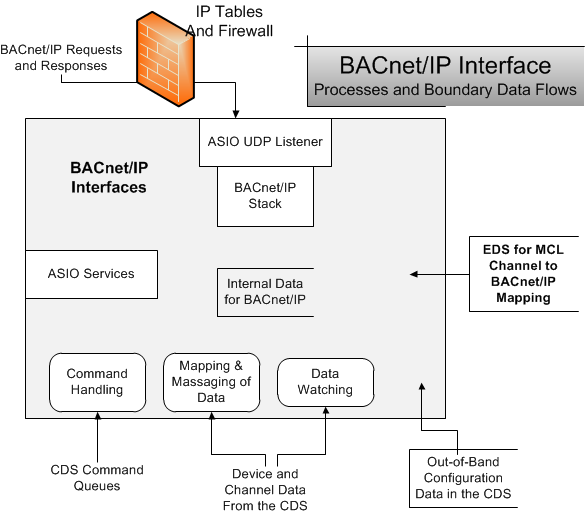 IP Tables
And Firewall
BACnet/IP Requests
and Responses
BACnet/IP Interface
Processes and Boundary Data Flows
ASIO UDP Listener
BACnet/IP
Interfaces
BACnet/IP
Stack
EDS for MCL
Channel to
BACnet/IP
Mapping
ASIO Services
Internal Data
for BACnet/IP
Command
Handling
Mapping &
Massaging of
Data
Data
Watching
CDS Command
Queues
Device and
Channel Data
From the CDS
Out-of-Band
Configuration
Data in the CDS